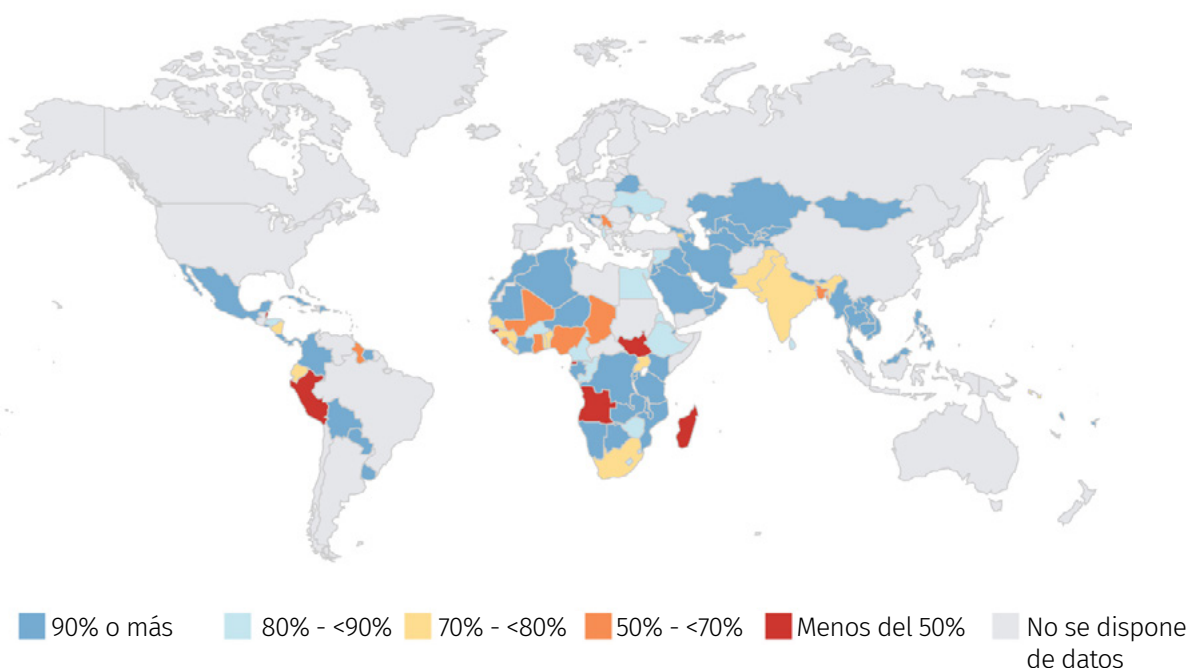 90% o más
80% - <90%
70% - <80%
50% - <70%
Menos del 50%
No se dispone
de datos